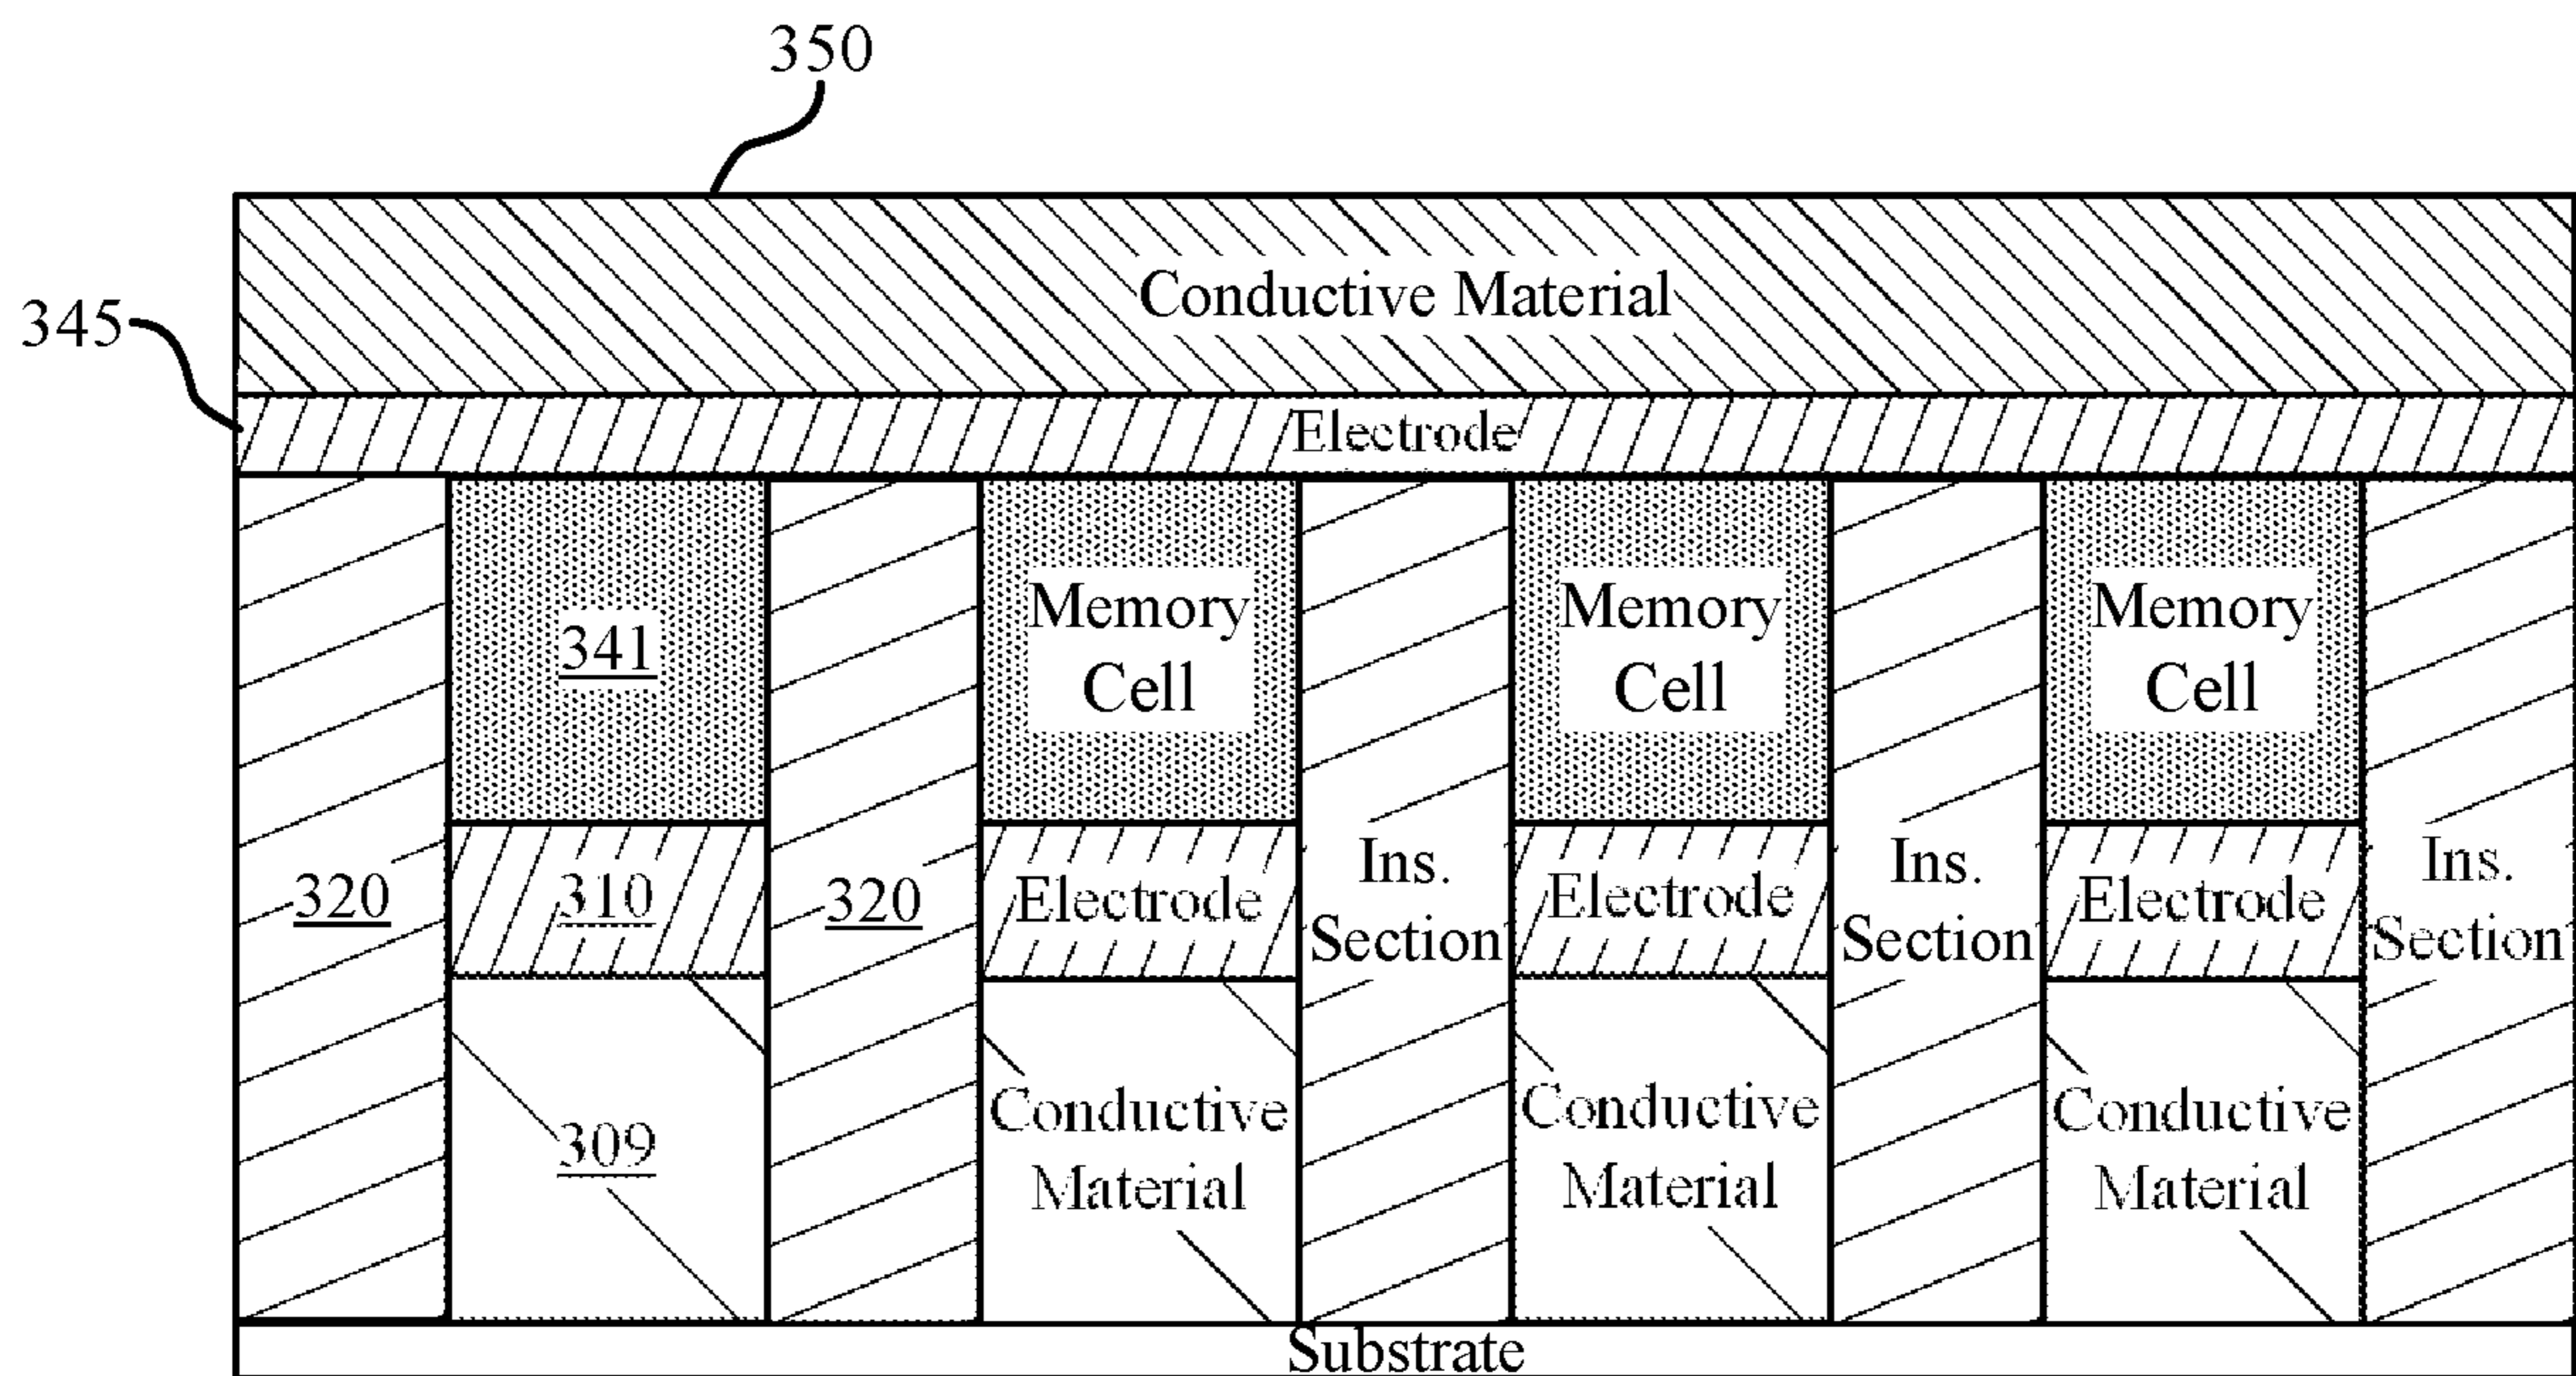 350
Conductive Material
345
Electrode
341
Memory
Cell
Memory
Cell
Memory
Cell
320
310
320
Electrode
Ins.
Section
Electrode
Ins.
Section
Electrode
Ins.
Section
309
Conductive
Material
Conductive
Material
Conductive
Material
Substrate